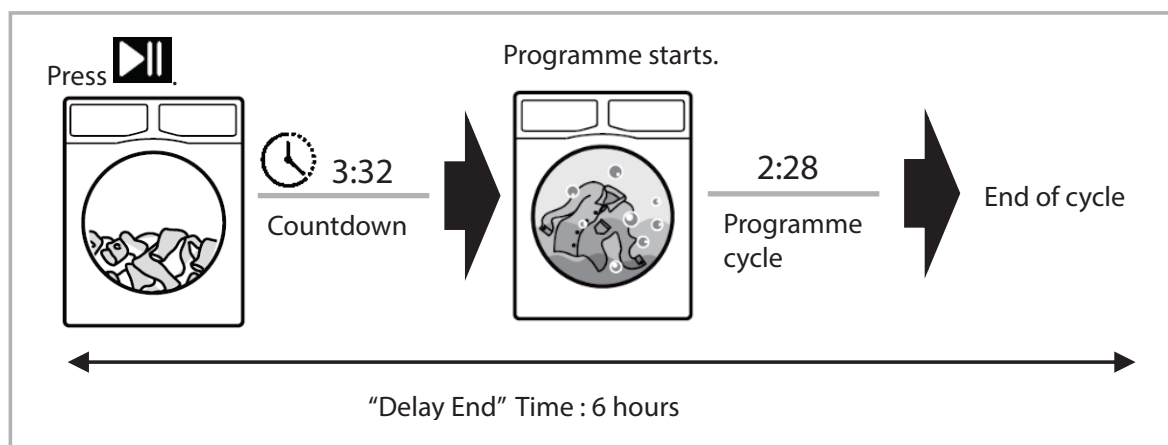 Press .
Programme starts.
3:32
Countdown
2:28
Programme
cycle
End of cycle
“Delay End” Time : 6 hours